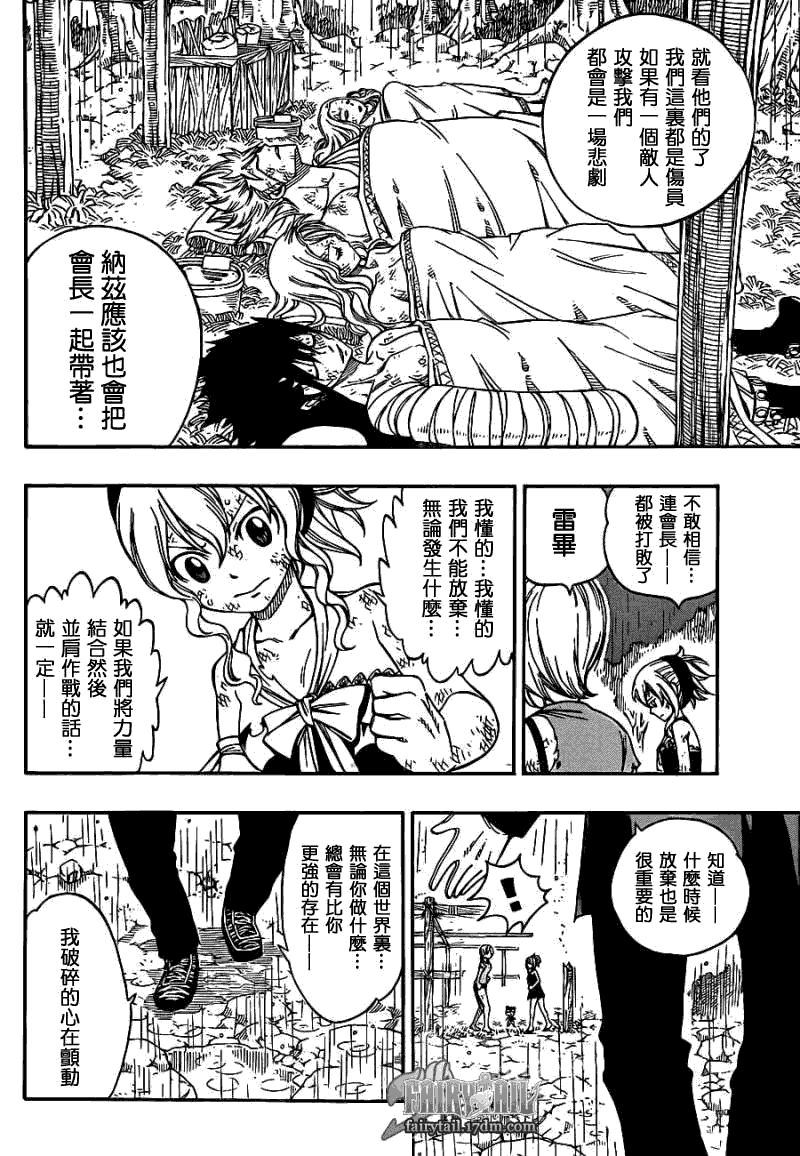 就看他們的了
我們這裏都是傷員
如果有一個敵人
攻擊我們
都會是一場悲劇
納茲應該也會把
會長一起帶著…
不敢相信…
連會長——
都被打敗了
雷畢
我懂的…我懂的
我們不能放棄…
無論發生什麼…
如果我們將力量
結合然後
並肩作戰的話…
就一定——
知道——
什麼時候
放棄也是
很重要的
!
在這個世界裏…
無論你做什麼…
總會有比你
更強的存在——
我破碎的心在顫動
FAIRY TAIL
fairytail.17dm.com